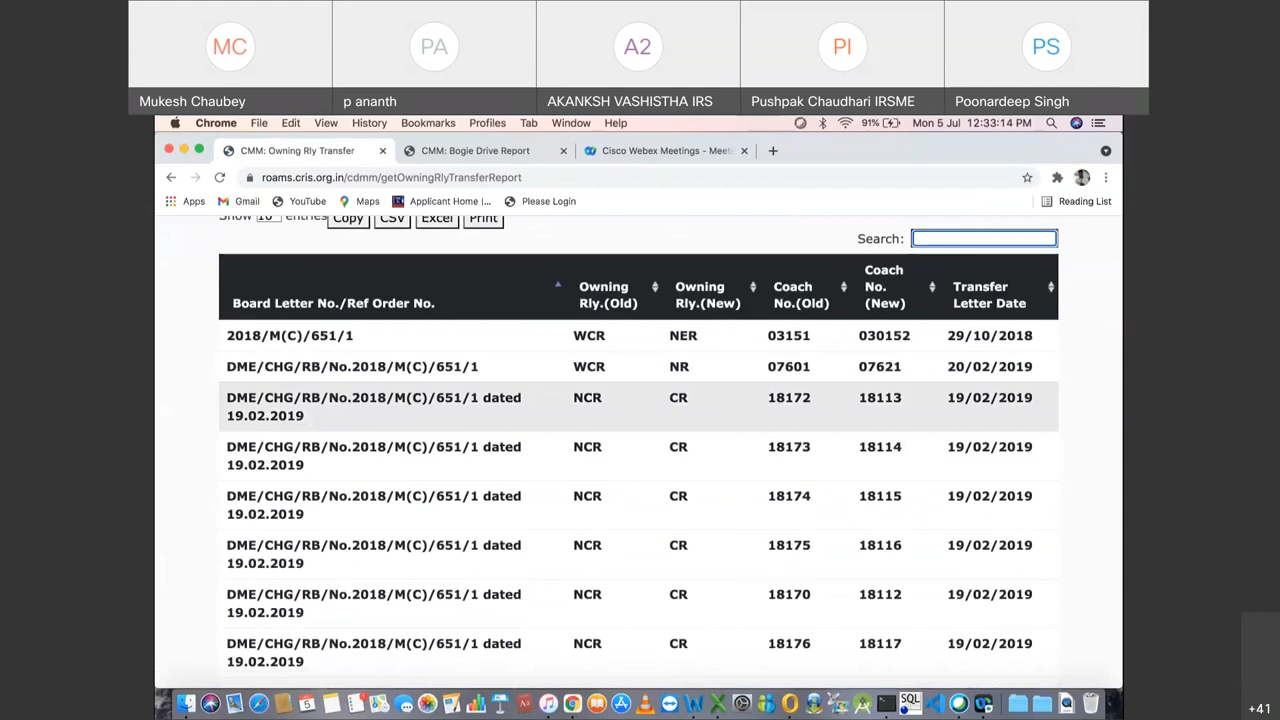 MC PA A2 PI PS
Mukesh Chaubey p ananth AKANKSH VASHISTHA IRS Pushpak Chaudhari IRSME Poonardeep Singh
Chrome File Edit View History Bookmarks Profiles Tab Window Help 91% Mon 5 Jul 12:33:14 PM
CMM: Owning Rly Transfer CMM: Bogie Drive Report Cisco Webex Meetings - Meeti
roams.cris.org.in/cdmm/getOwningRlyTransferReport
Apps Gmail YouTube Maps Applicant Home |... Please Login Reading List
Show 10 entries Copy CSV Excel Print
Search:
Board Letter No./Ref Order No. Owning Rly.(Old) Owning Rly.(New) Coach No.(Old) Coach No. (New) Transfer Letter Date
2018/M(C)/651/1 WCR NER 03151 030152 29/10/2018
DME/CHG/RB/No.2018/M(C)/651/1 WCR NR 07601 07621 20/02/2019
DME/CHG/RB/No.2018/M(C)/651/1 dated NCR CR 18172 18113 19/02/2019
19.02.2019
DME/CHG/RB/No.2018/M(C)/651/1 dated NCR CR 18173 18114 19/02/2019
19.02.2019
DME/CHG/RB/No.2018/M(C)/651/1 dated NCR CR 18174 18115 19/02/2019
19.02.2019
DME/CHG/RB/No.2018/M(C)/651/1 dated NCR CR 18175 18116 19/02/2019
19.02.2019
DME/CHG/RB/No.2018/M(C)/651/1 dated NCR CR 18170 18112 19/02/2019
19.02.2019
DME/CHG/RB/No.2018/M(C)/651/1 dated NCR CR 18176 18117 19/02/2019
19.02.2019
SQL
+41